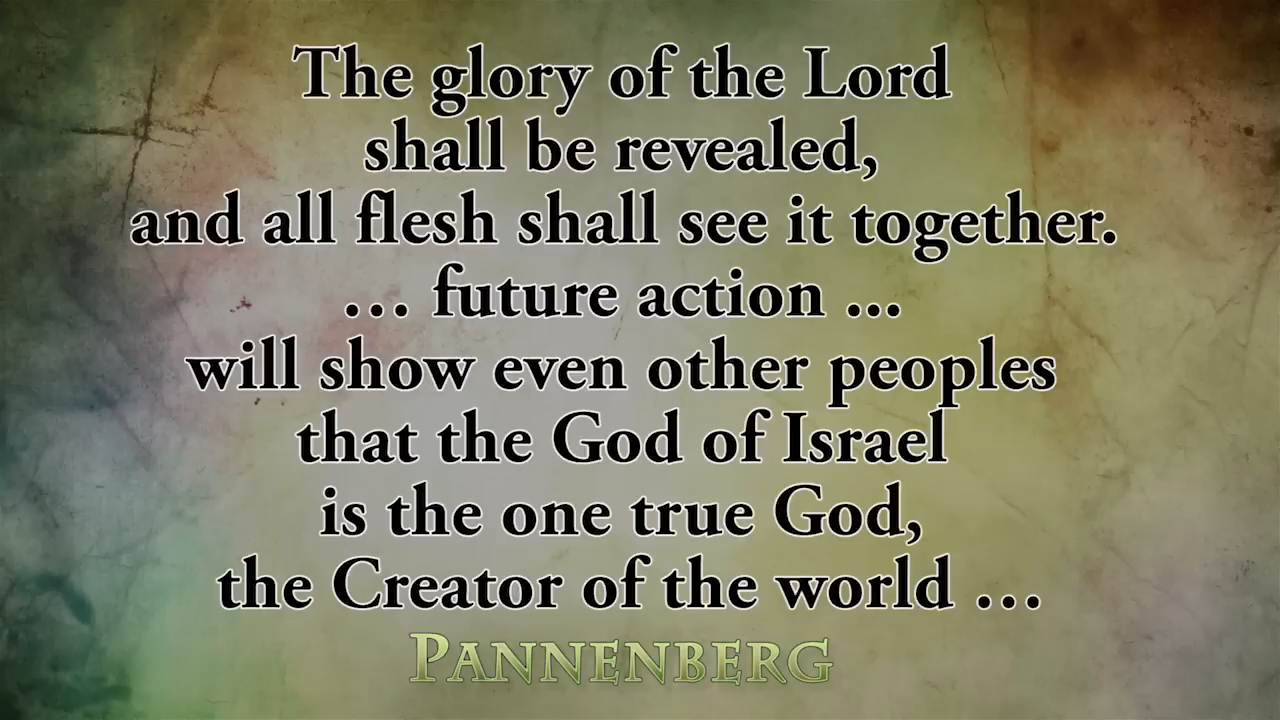 The glory of the Lord
shall be revealed,
and all flesh shall see it together.
… future action ...
will show even other peoples
that the God of Israel
is the one true God,
the Creator of the world …
PANNENBERG